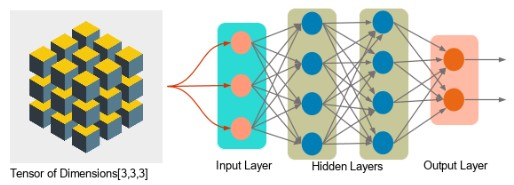 Input Layer
Hidden Layers
Output Layer
Tensor of Dimensions[3,3,3]